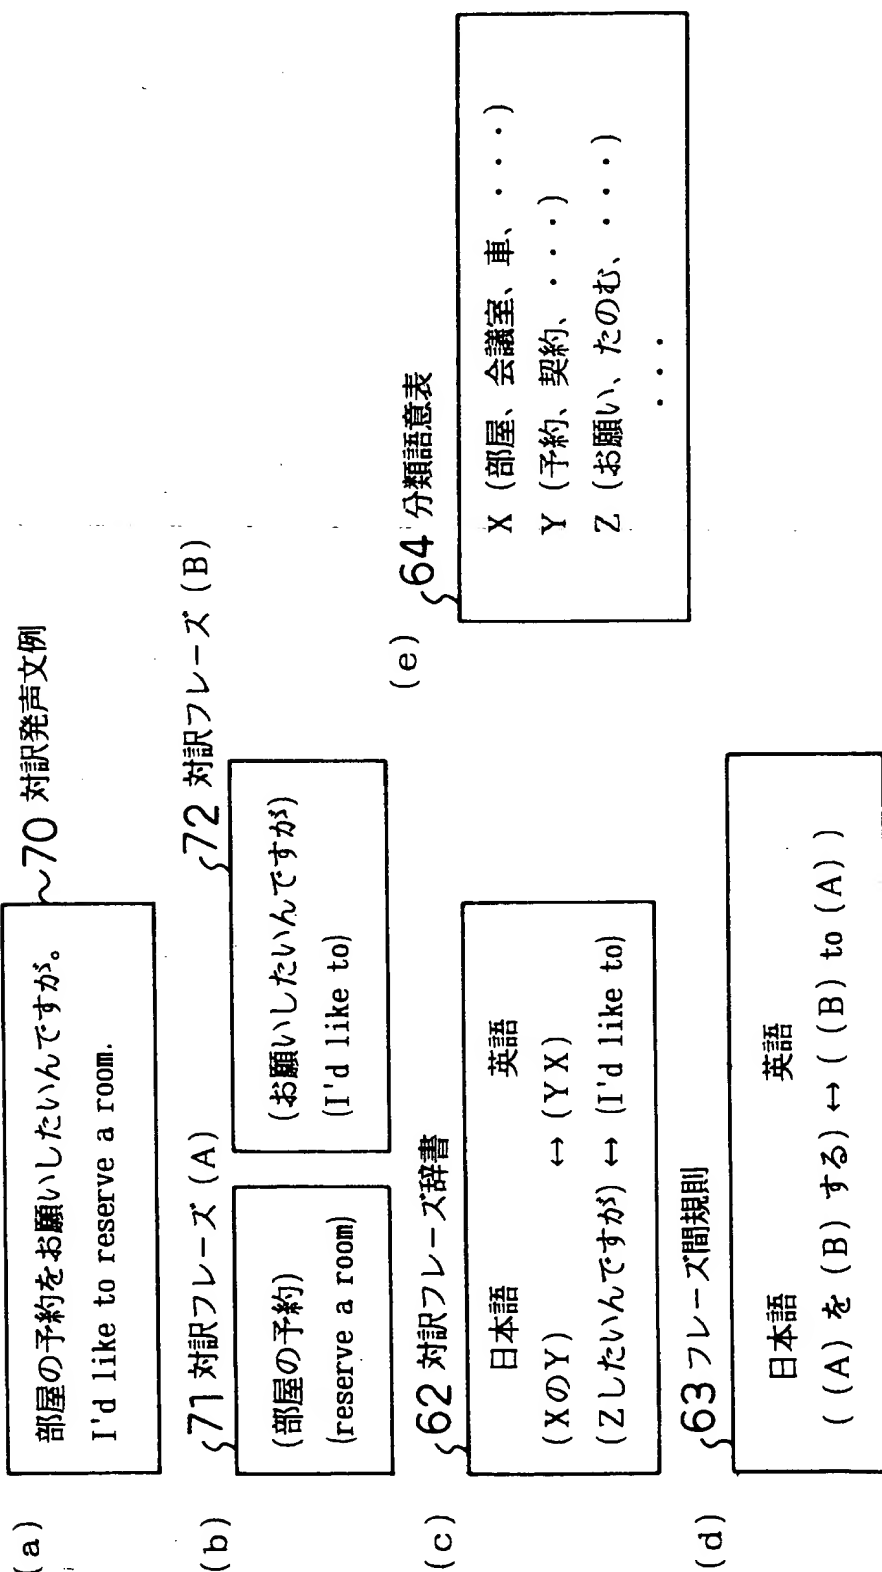 (a)
70 対訳発声文例
部屋の予約をお願いしたいんですが。
I'd like to reserve a room.
(b)
71 対訳フレーズ (A)
(部屋の予約)
(reserve a room)
72 対訳フレーズ (B)
(お願いしたいんですが)
(I'd like to)
(c)
62 対訳フレーズ辞書
日本語 英語
(XのY) ↔ (YX)
(Zしたいんですが) ↔ (I'd like to)
(d)
63 フレーズ間規則
日本語 英語
((A) を (B) する) ↔ ((B) to (A))
(e)
64 分類語意表
X (部屋、会議室、車、・・・)
Y (予約、契約、・・・)
Z (お願い、たのむ、・・・)
・・・